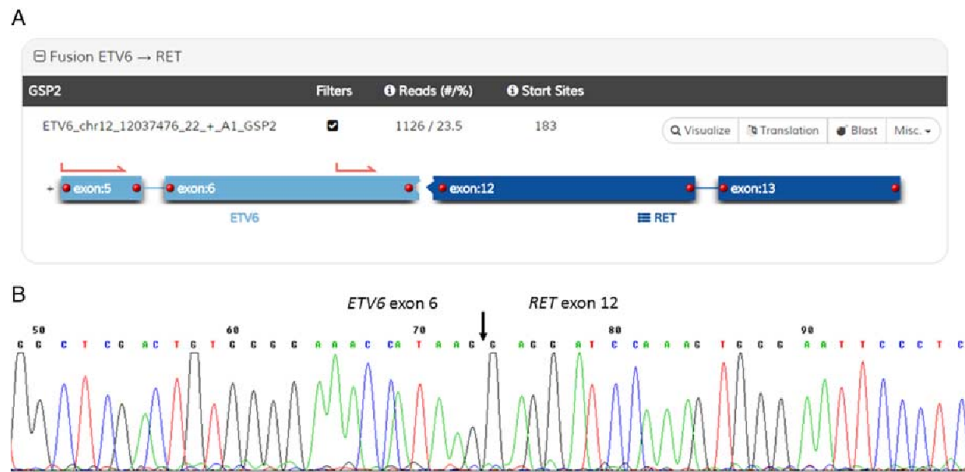 A
Fusion ETV6 → RET
GSP2 Filters Reads (#/%) Start Sites
ETV6_chr12_12037476_22_+_A1_GSP2 1126 / 23.5 183 Visualize Translation Blast Misc.
+ exon:5 exon:6 exon:12 exon:13
ETV6 RET
B
ETV6 exon 6 RET exon 12
50 60 70 80 90
G G C T C G A C T G T G G G G A A A C C A T A A G G A G G A T C C A A A G T G G G A A T T C C C T C